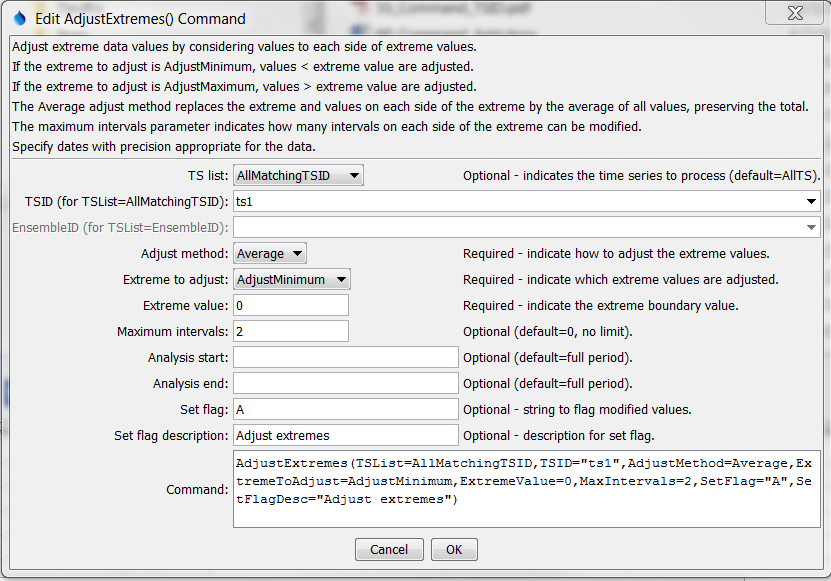 Edit AdjustExtremes() Command
Adjust extreme data values by considering values to each side of extreme values.
If the extreme to adjust is AdjustMinimum, values < extreme value are adjusted.
If the extreme to adjust is AdjustMaximum, values > extreme value are adjusted.
The Average adjust method replaces the extreme and values on each side of the extreme by the average of all values, preserving the total.
The maximum intervals parameter indicates how many intervals on each side of the extreme can be modified.
Specify dates with precision appropriate for the data.
TS list: AllMatchingTSID Optional - indicates the time series to process (default=AllTS).
TSID (for TSList=AllMatchingTSID): ts1
EnsembleID (for TSList=EnsembleID):
Adjust method: Average Required - indicate how to adjust the extreme values.
Extreme to adjust: AdjustMinimum Required - indicate which extreme values are adjusted.
Extreme value: 0 Required - indicate the extreme boundary value.
Maximum intervals: 2 Optional (default=0, no limit).
Analysis start: Optional (default=full period).
Analysis end: Optional (default=full period).
Set flag: A Optional - string to flag modified values.
Set flag description: Adjust extremes Optional - description for set flag.
Command: AdjustExtremes(TSList=AllMatchingTSID,TSID="ts1",AdjustMethod=Average,Ex
tremeToAdjust=AdjustMinimum,ExtremeValue=0,MaxIntervals=2,SetFlag="A",Se
tFlagDesc="Adjust extremes")
Cancel OK